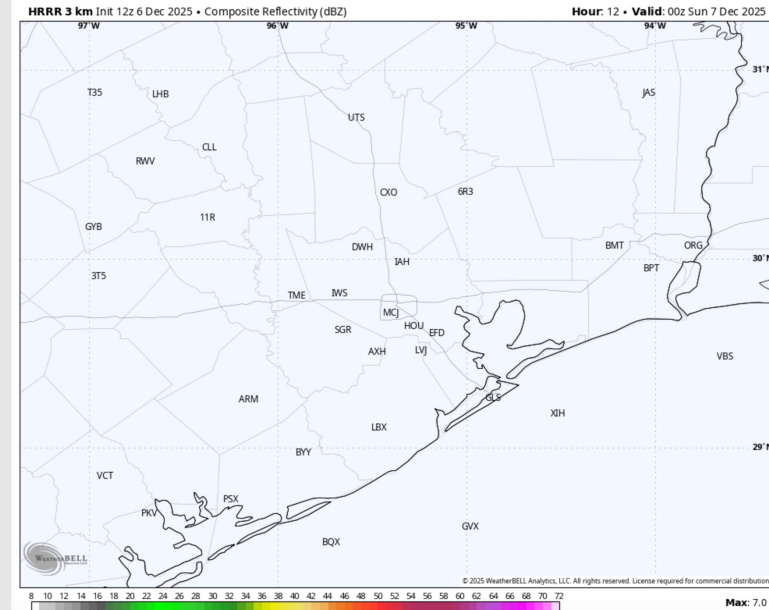 HRRR 3 km Init 12z 6 Dec 2025 • Composite Reflectivity (dBZ)
Hour: 12 • Valid: 00z Sun 7 Dec 2025
97°W 96°W 95°W 94°W
31°N
T35 LHB JAS
UTS
CLL
RWV
CXO 6R3
11R
GYB
DWH BMT ORG
30°N
IAH BPT
3T5
TME IWS
MCJ
SGR HOU EFD
AXH LVJ
VBS
ARM GLS
XIH
LBX
29°N
BYY
VCT
PSX
PKV
GVX
BQX
WEATHERBELL
© 2025 WeatherBELL Analytics, LLC. All rights reserved. License required for commercial distribution
8 10 12 14 16 18 20 22 24 26 28 30 32 34 36 38 40 42 44 46 48 50 52 54 56 58 60 62 64 66 68 70 72
Max: 7.0